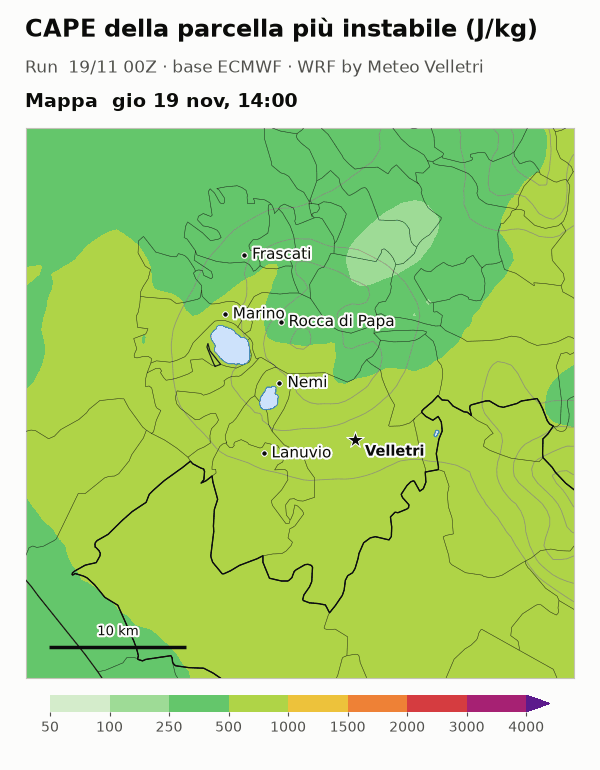 CAPE della parcella più instabile (J/kg)
Run 19/11 00Z · base ECMWF · WRF by Meteo Velletri
Mappa gio 19 nov, 14:00
Frascati
Marino
Rocca di Papa
Nemi
Velletri
Lanuvio
10 km
50 100 250 500 1000 1500 2000 3000 4000